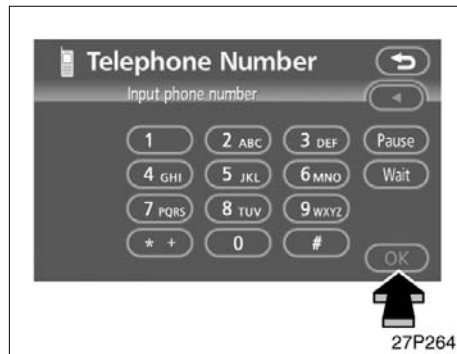 Telephone Number
Input phone number
1 2 ABC 3 DEF Pause
4 GHI 5 JKL 6 MNO Wait
7 PQRS 8 TUV 9 WXYZ
* + 0 #
OK
27P264